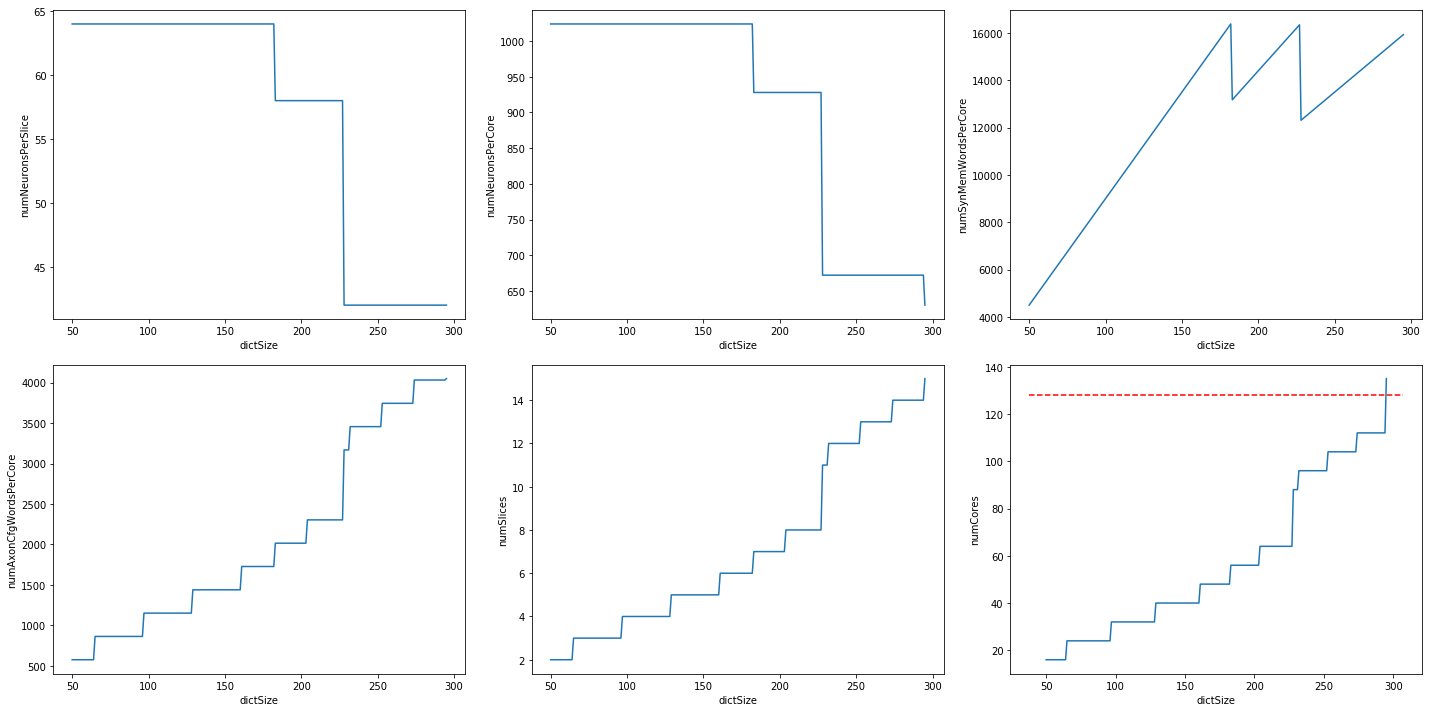 65
60
55
50
45
numNeuronsPerSlice
50 100 150 200 250 300
dictSize
1000
950
900
850
800
750
700
650
numNeuronsPerCore
50 100 150 200 250 300
dictSize
16000
14000
12000
10000
8000
6000
4000
numSynMemWordsPerCore
50 100 150 200 250 300
dictSize
4000
3500
3000
2500
2000
1500
1000
500
numAxonCfgWordsPerCore
50 100 150 200 250 300
dictSize
14
12
10
8
6
4
2
numSlices
50 100 150 200 250 300
dictSize
140
120
100
80
60
40
20
numCores
50 100 150 200 250 300
dictSize